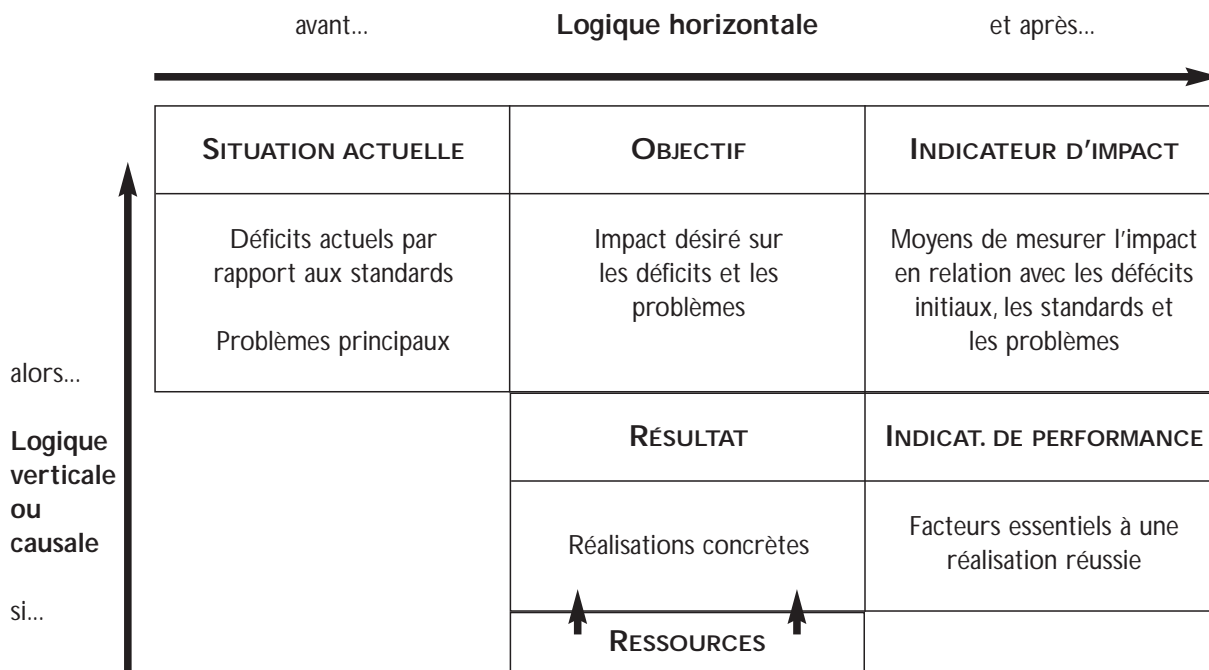 avant... Logique horizontale et après...
SITUATION ACTUELLE OBJECTIF INDICATEUR D'IMPACT
Déficits actuels par
rapport aux standards
Problèmes principaux
Impact désiré sur
les déficits et les
problèmes
Moyens de mesurer l'impact
en relation avec les défécits
initiaux, les standards et
les problèmes
alors...
Logique
verticale
ou
causale
si...
RÉSULTAT INDICAT. DE PERFORMANCE
Réalisations concrètes
Facteurs essentiels à une
réalisation réussie
RESSOURCES